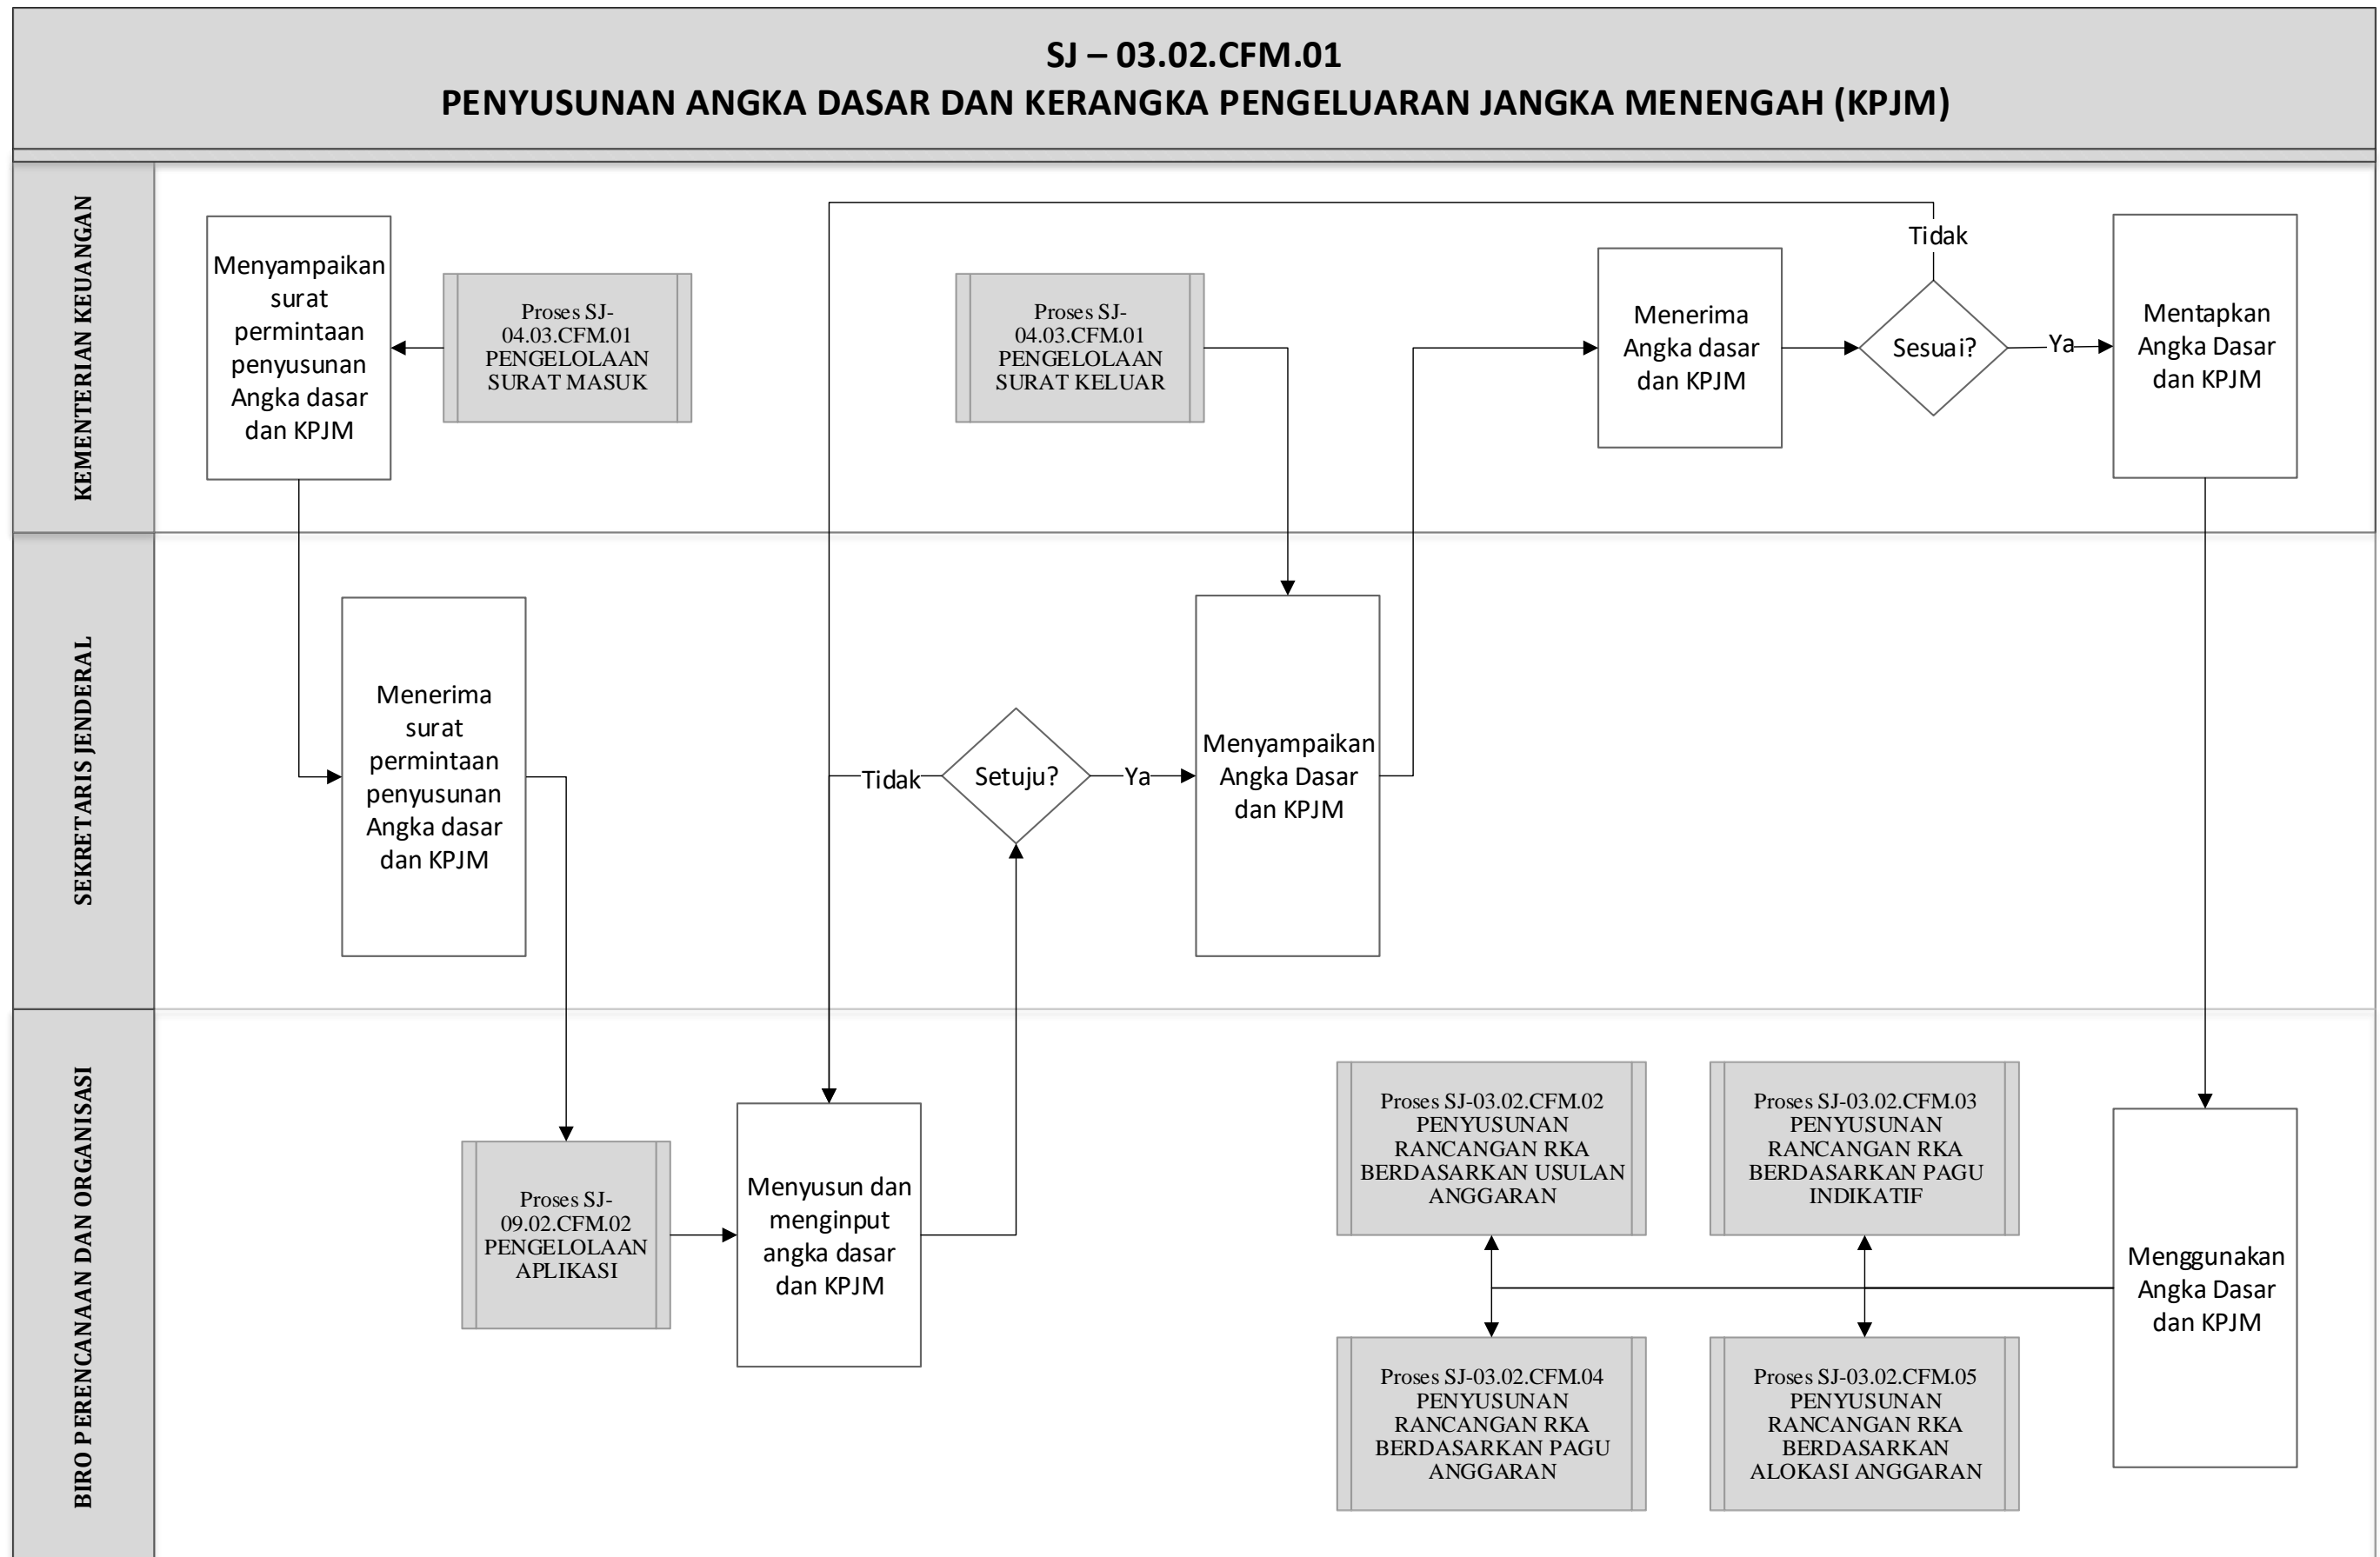 SJ – 03.02.CFM.01
PENYUSUNAN ANGKA DASAR DAN KERANGKA PENGELUARAN JANGKA MENENGAH (KPJM)
KEMENTERIAN KEUANGAN
Menyampaikan
surat
permintaan
penyusunan
Angka dasar
dan KPJM
Proses SJ-
04.03.CFM.01
PENGELOLAAN
SURAT MASUK
Proses SJ-
04.03.CFM.01
PENGELOLAAN
SURAT KELUAR
Menerima
Angka dasar
dan KPJM
Tidak
Sesuai?
Ya
Mentapkan
Angka Dasar
dan KPJM
SEKRETARIS JENDERAL
Menerima
surat
permintaan
penyusunan
Angka dasar
dan KPJM
Tidak
Setuju?
Ya
Menyampaikan
Angka Dasar
dan KPJM
BIRO PERENCANAAN DAN ORGANISASI
Proses SJ-
09.02.CFM.02
PENGELOLAAN
APLIKASI
Menyusun dan
menginput
angka dasar
dan KPJM
Proses SJ-03.02.CFM.02
PENYUSUNAN
RANCANGAN RKA
BERDASARKAN USULAN
ANGGARAN
Proses SJ-03.02.CFM.03
PENYUSUNAN
RANCANGAN RKA
BERDASARKAN PAGU
INDIKATIF
Proses SJ-03.02.CFM.04
PENYUSUNAN
RANCANGAN RKA
BERDASARKAN PAGU
ANGGARAN
Proses SJ-03.02.CFM.05
PENYUSUNAN
RANCANGAN RKA
BERDASARKAN
ALOKASI ANGGARAN
Menggunakan
Angka Dasar
dan KPJM